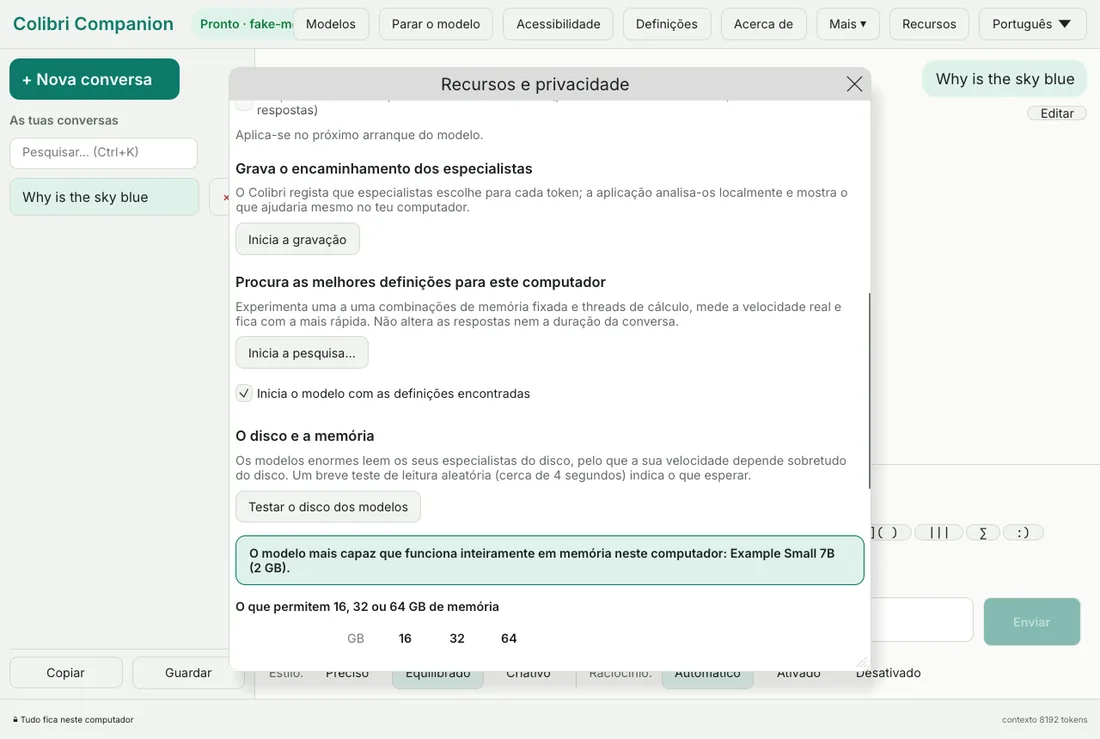 Colibri Companion
Pronto · fake-m
Modelos
Parar o modelo
Acessibilidade
Definições
Acerca de
Mais ▾
Recursos
Português
+ Nova conversa
As tuas conversas
Pesquisar... (Ctrl+K)
Why is the sky blue
×
Why is the sky blue
Editar
Recursos e privacidade
respostas)
Aplica-se no próximo arranque do modelo.
Grava o encaminhamento dos especialistas
O Colibri regista que especialistas escolhe para cada token; a aplicação analisa-os localmente e mostra o
que ajudaria mesmo no teu computador.
Inicia a gravação
Procura as melhores definições para este computador
Experimenta uma a uma combinações de memória fixada e threads de cálculo, mede a velocidade real e
fica com a mais rápida. Não altera as respostas nem a duração da conversa.
Inicia a pesquisa...
Inicia o modelo com as definições encontradas
O disco e a memória
Os modelos enormes leem os seus especialistas do disco, pelo que a sua velocidade depende sobretudo
do disco. Um breve teste de leitura aleatória (cerca de 4 segundos) indica o que esperar.
Testar o disco dos modelos
O modelo mais capaz que funciona inteiramente em memória neste computador: Example Small 7B
(2 GB).
O que permitem 16, 32 ou 64 GB de memória
GB 16 32 64
]( ) ||| ∑ :)
Enviar
Copiar
Guardar
Estilo: Preciso Equilibrado Criativo Raciocínio: Automático Ativado Desativado
Tudo fica neste computador
contexto 8192 tokens